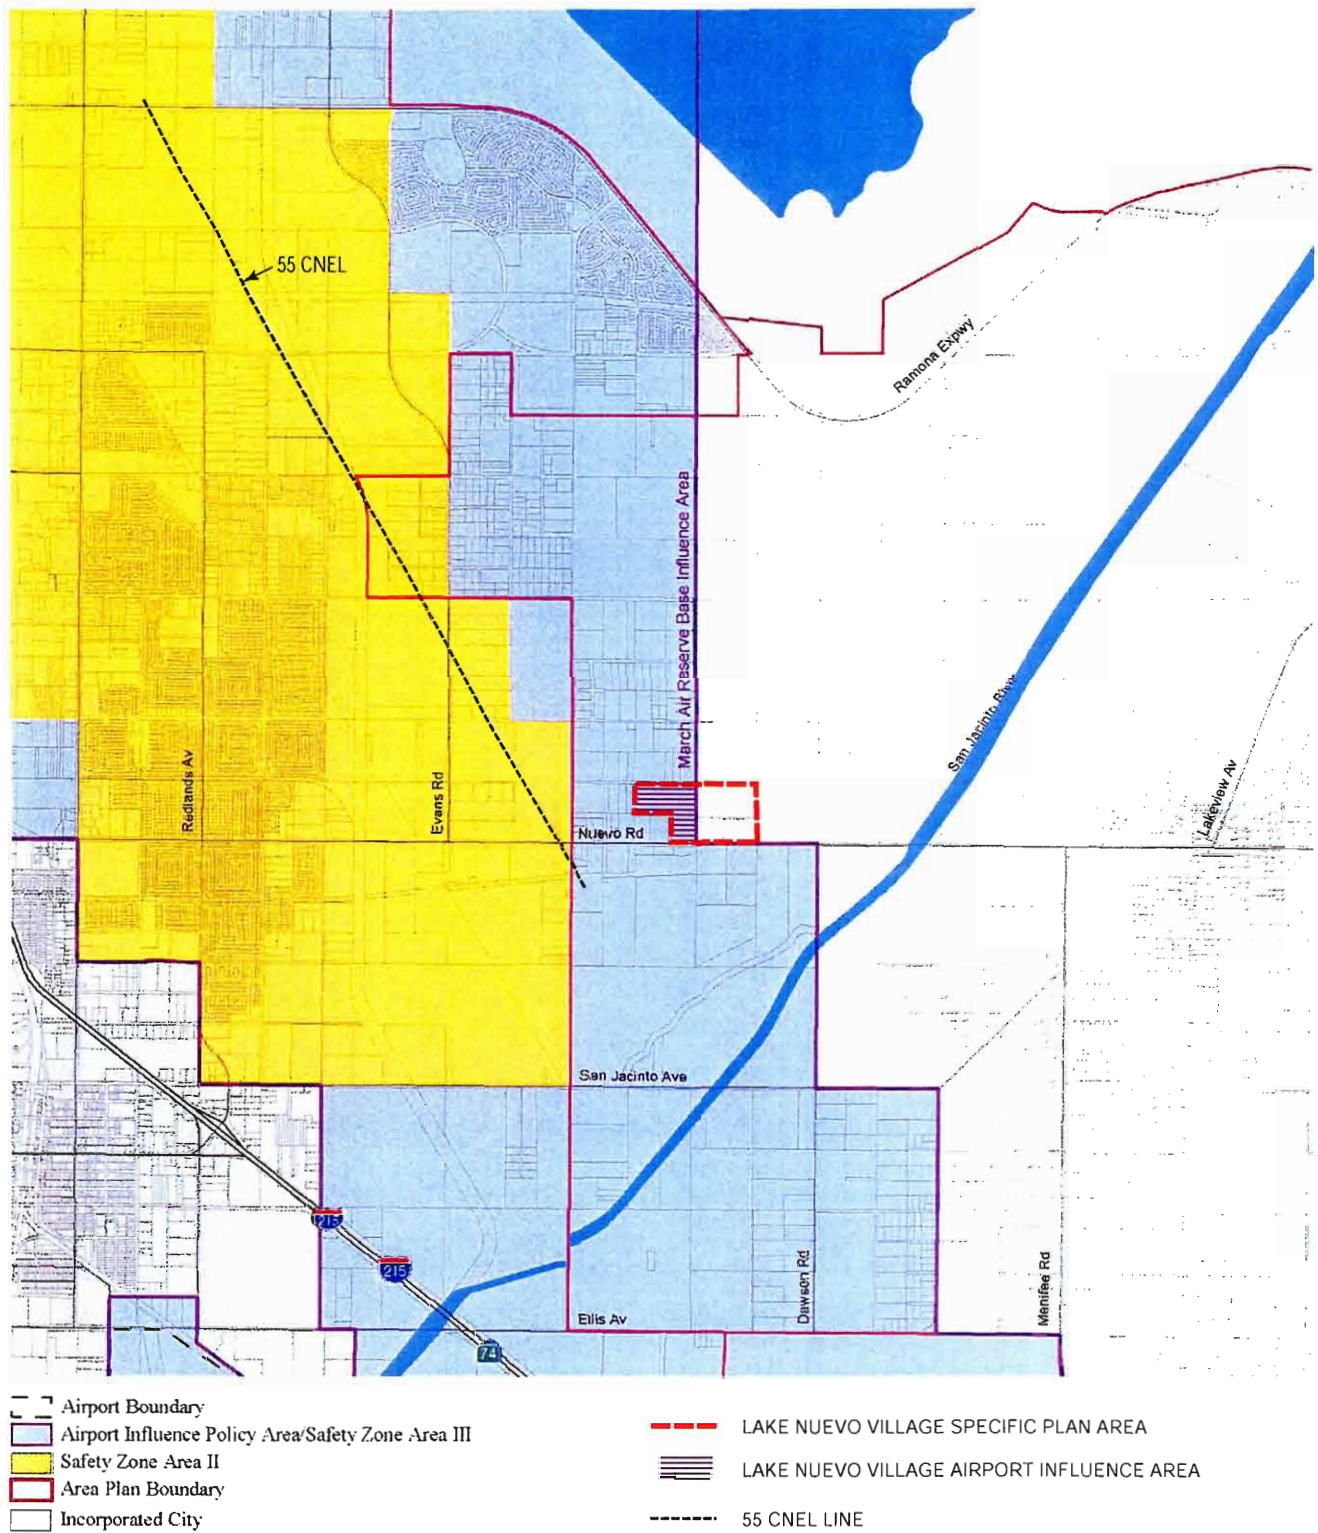 55 CNEL
Ramona Expwy
March Air Reserve Base Influence Area
San Jacinto River
Lakeview Av
Redlands Av
Evans Rd
Nuevo Rd
San Jacinto Ave
215
215
Dawson Rd
Menifee Rd
Ellis Av
74
Airport Boundary
Airport Influence Policy Area/Safety Zone Area III
Safety Zone Area II
Area Plan Boundary
Incorporated City
LAKE NUEVO VILLAGE SPECIFIC PLAN AREA
LAKE NUEVO VILLAGE AIRPORT INFLUENCE AREA
55 CNEL LINE